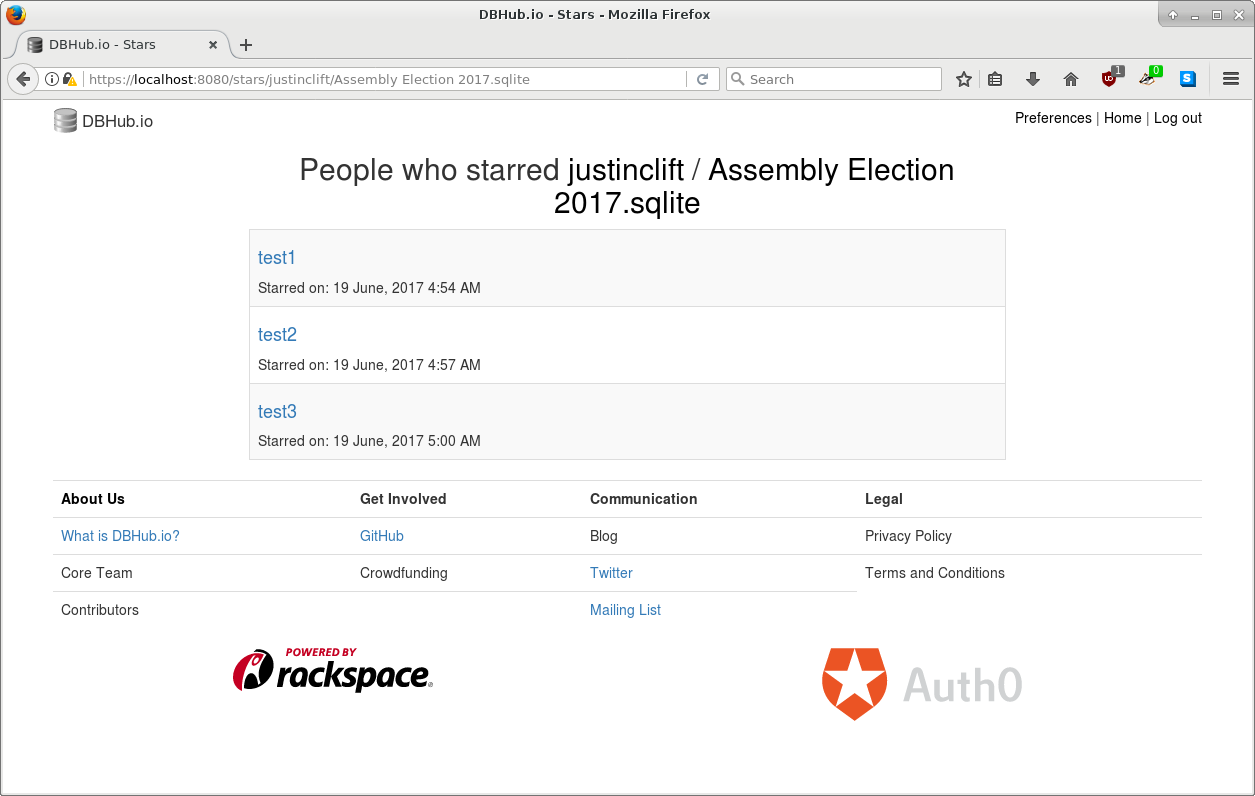 DBHub.io - Stars - Mozilla Firefox
DBHub.io - Stars
https://localhost:8080/stars/justinclift/Assembly Election 2017.sqlite
Search
1
0
S
DBHub.io
Preferences | Home | Log out
People who starred justinclift / Assembly Election
2017.sqlite
test1
Starred on: 19 June, 2017 4:54 AM
test2
Starred on: 19 June, 2017 4:57 AM
test3
Starred on: 19 June, 2017 5:00 AM
About Us Get Involved Communication Legal
What is DBHub.io? GitHub Blog Privacy Policy
Core Team Crowdfunding Twitter Terms and Conditions
Contributors Mailing List
POWERED BY
rackspace®
Auth0